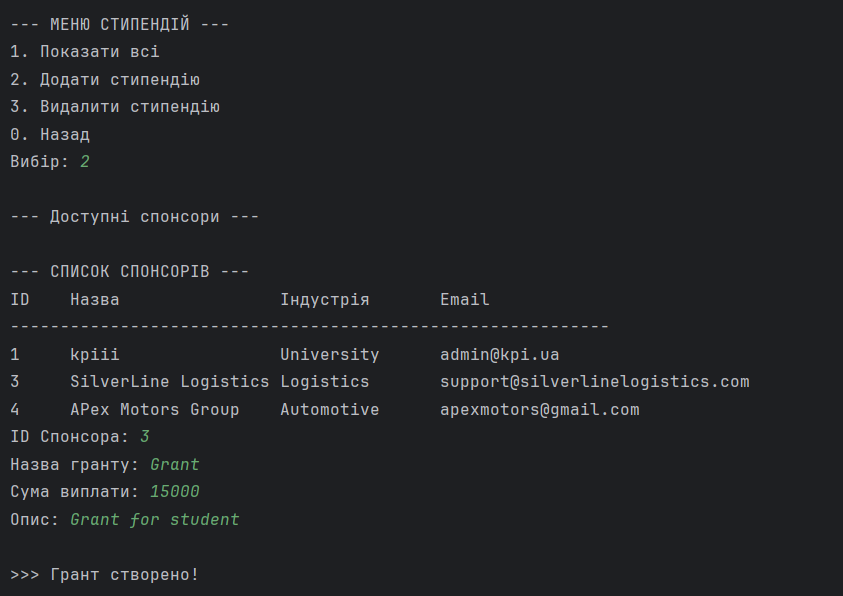 --- МЕНЮ СТИПЕНДІЙ ---
1. Показати всі
2. Додати стипендію
3. Видалити стипендію
0. Назад
Вибір: 2
--- Доступні спонсори ---
--- СПИСОК СПОНСОРІВ ---
ID    Назва                Індустрія       Email
------------------------------------------------------------
1     kpiii                University      admin@kpi.ua
3     SilverLine Logistics Logistics       support@silverlinelogistics.com
4     APex Motors Group    Automotive      apexmotors@gmail.com
ID Спонсора: 3
Назва гранту: Grant
Сума виплати: 15000
Опис: Grant for student
>>> Грант створено!